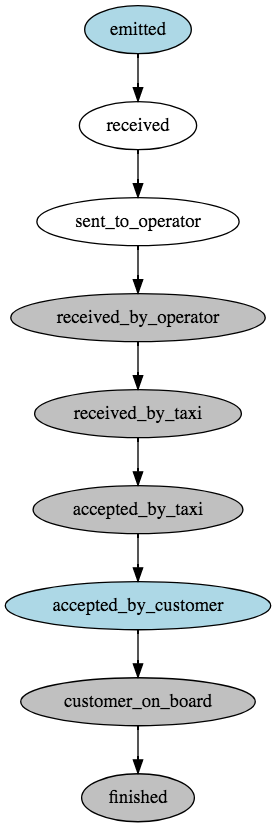 emitted
received
sent_to_operator
received_by_operator
received_by_taxi
accepted_by_taxi
accepted_by_customer
customer_on_board
finished